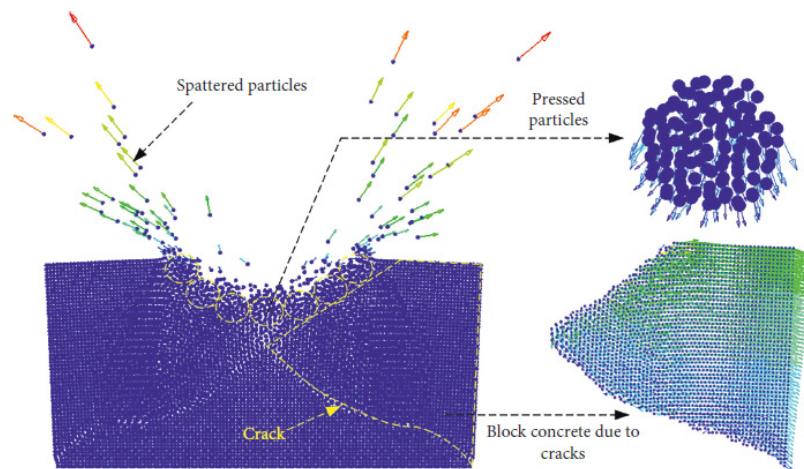 Spattered particles
Pressed
particles
Crack
Block concrete due to
cracks